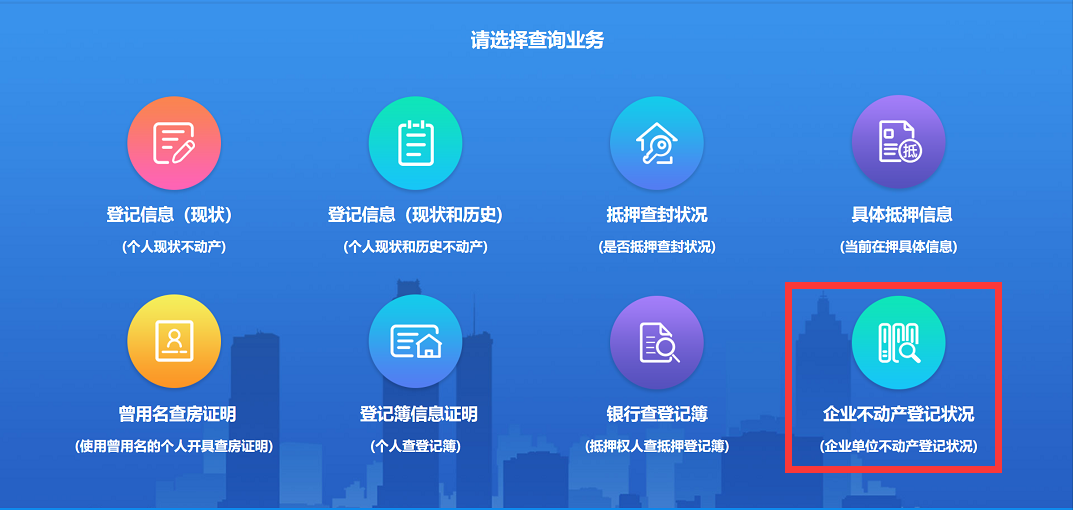 请选择查询业务
抵
登记信息（现状）
登记信息（现状和历史）
抵押查封状况
具体抵押信息
(个人现状不动产)
(个人现状和历史不动产)
(是否抵押查封状况)
(当前在押具体信息)
曾用名查房证明
登记簿信息证明
银行查登记簿
企业不动产登记状况
(使用曾用名的个人开具查房证明)
(个人查登记簿)
(抵押权人查抵押登记簿)
(企业单位不动产登记状况)